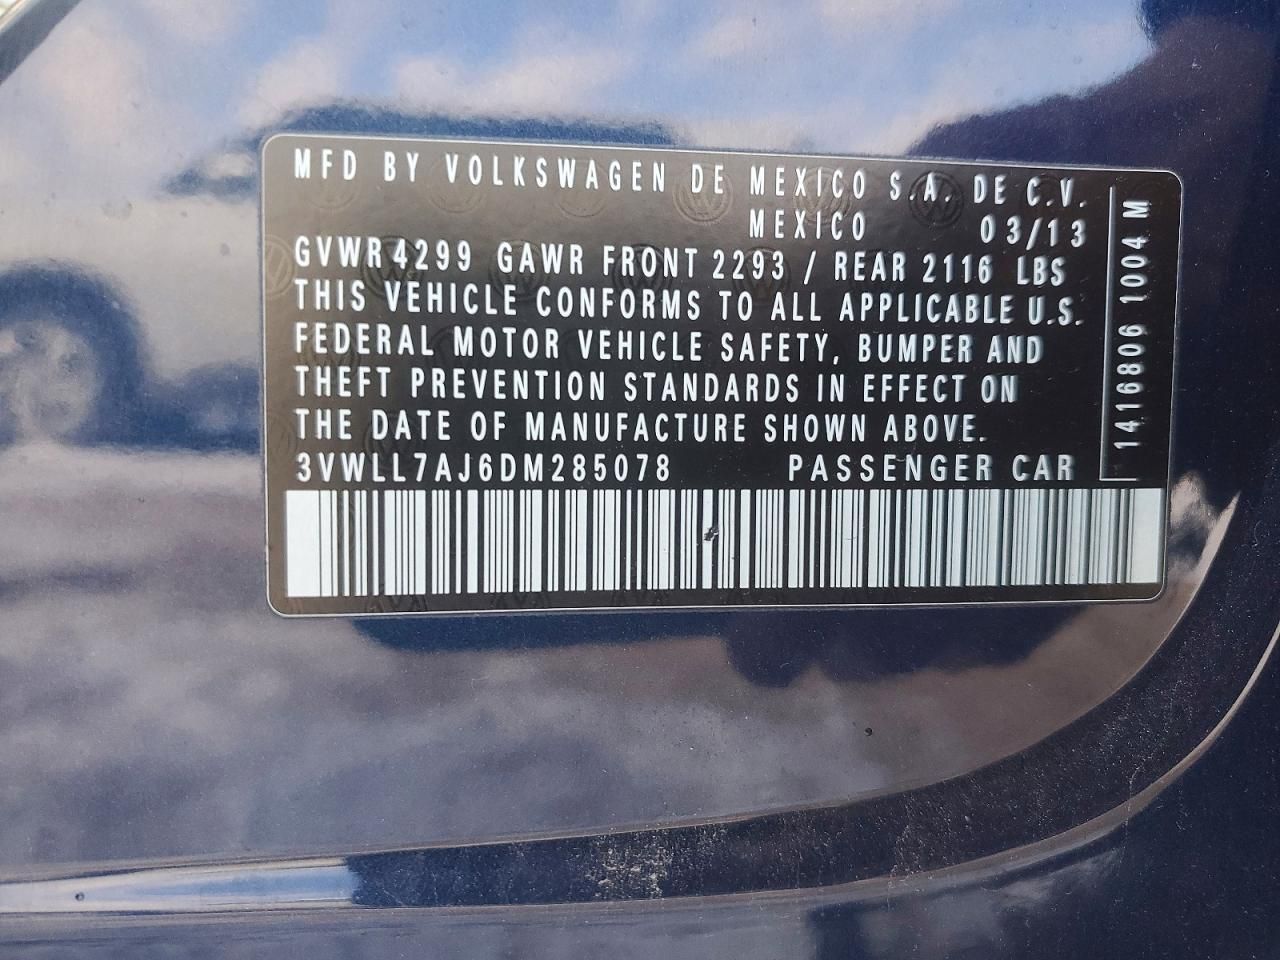 MFD BY VOLKSWAGEN DE MEXICO S.A. DE C.V.
MEXICO 03/13
GVWR 4299 GAWR FRONT 2293 / REAR 2116 LBS
THIS VEHICLE CONFORMS TO ALL APPLICABLE U.S.
FEDERAL MOTOR VEHICLE SAFETY, BUMPER AND
THEFT PREVENTION STANDARDS IN EFFECT ON
THE DATE OF MANUFACTURE SHOWN ABOVE.
3VWLL7AJ6DM285078 PASSENGER CAR
1416806 1004 M